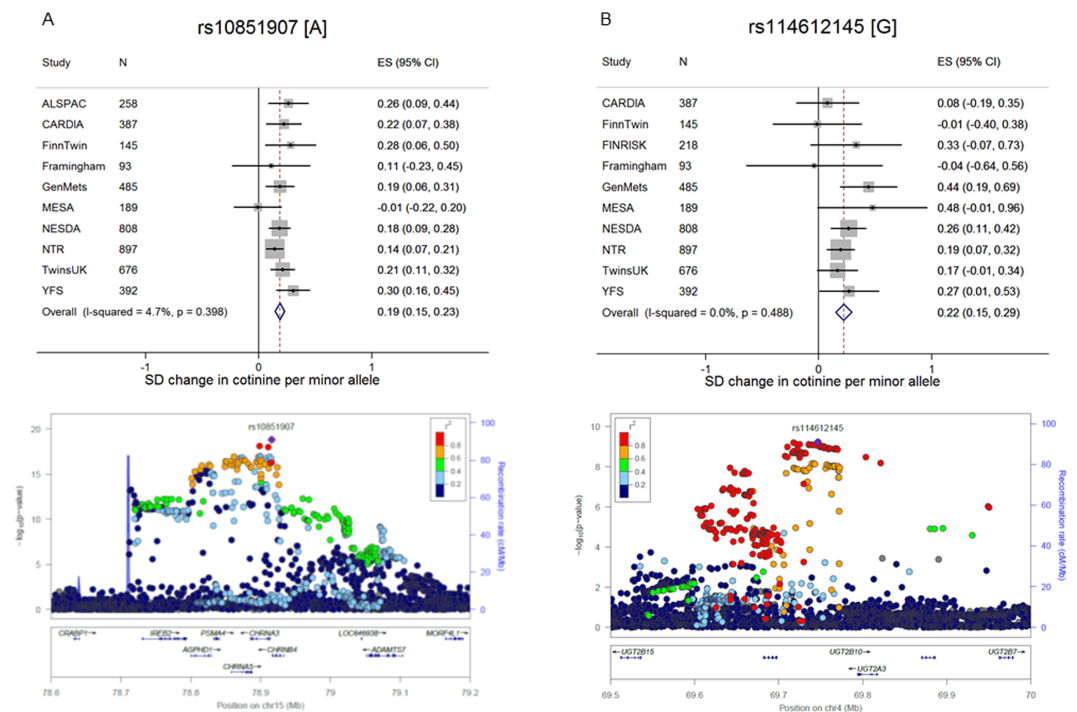 A
rs10851907 [A]
Study N ES (95% CI)
ALSPAC 258 0.26 (0.09, 0.44)
CARDIA 387 0.22 (0.07, 0.38)
FinnTwin 145 0.28 (0.06, 0.50)
Framingham 93 0.11 (-0.23, 0.45)
GenMets 485 0.19 (0.06, 0.31)
MESA 189 -0.01 (-0.22, 0.20)
NESDA 808 0.18 (0.09, 0.28)
NTR 897 0.14 (0.07, 0.21)
TwinsUK 676 0.21 (0.11, 0.32)
YFS 392 0.30 (0.16, 0.45)
Overall (I-squared = 4.7%, p = 0.398) 0.19 (0.15, 0.23)
-1 0 1
SD change in cotinine per minor allele
rs10851907
r²
0.8
0.6
0.4
0.2
20
15
10
5
0
−log₁₀(p−value)
100
80
60
40
20
0
Recombination rate (cM/Mb)
CRABP1→ IREB2→ PSMA4→ ←CHRNA3 LOC646938→ MORF4L1→
AGPHD1→ ←CHRNB4 ←ADAMTS7
CHRNA5→
78.6 78.7 78.8 78.9 79 79.1 79.2
Position on chr15 (Mb)
B
rs114612145 [G]
Study N ES (95% CI)
CARDIA 387 0.08 (-0.19, 0.35)
FinnTwin 145 -0.01 (-0.40, 0.38)
FINRISK 218 0.33 (-0.07, 0.73)
Framingham 93 -0.04 (-0.64, 0.56)
GenMets 485 0.44 (0.19, 0.69)
MESA 189 0.48 (-0.01, 0.96)
NESDA 808 0.26 (0.11, 0.42)
NTR 897 0.19 (0.07, 0.32)
TwinsUK 676 0.17 (-0.01, 0.34)
YFS 392 0.27 (0.01, 0.53)
Overall (I-squared = 0.0%, p = 0.488) 0.22 (0.15, 0.29)
-1 0 1
SD change in cotinine per minor allele
rs114612145
r²
0.8
0.6
0.4
0.2
10
8
6
4
2
0
−log₁₀(p−value)
100
80
60
40
20
0
Recombination rate (cM/Mb)
←UGT2B15 UGT2B10→ UGT2B7→
←UGT2A3
69.5 69.6 69.7 69.8 69.9 70
Position on chr4 (Mb)